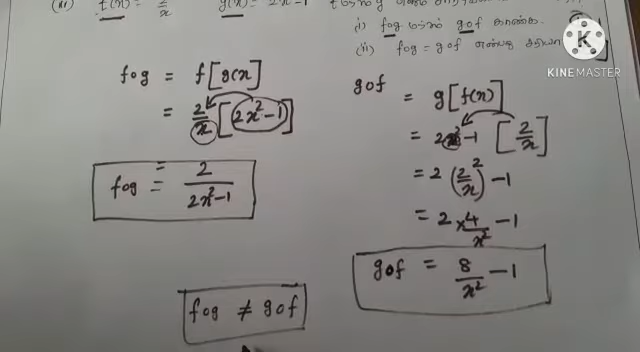 (iii) f(x) = 2/x g(x) = 2x²-1
(i) fog மற்றும் gof காண்க.
(ii) fog = gof என்பது சரியா
KINEMASTER
fog = f[g(x)]
= 2/x [2x²-1]
fog = 2/(2x²-1)
gof = g[f(x)]
= 2x²-1 [2/x]
= 2(2/x)² - 1
= 2 × 4/x² - 1
gof = 8/x² - 1
fog ≠ gof